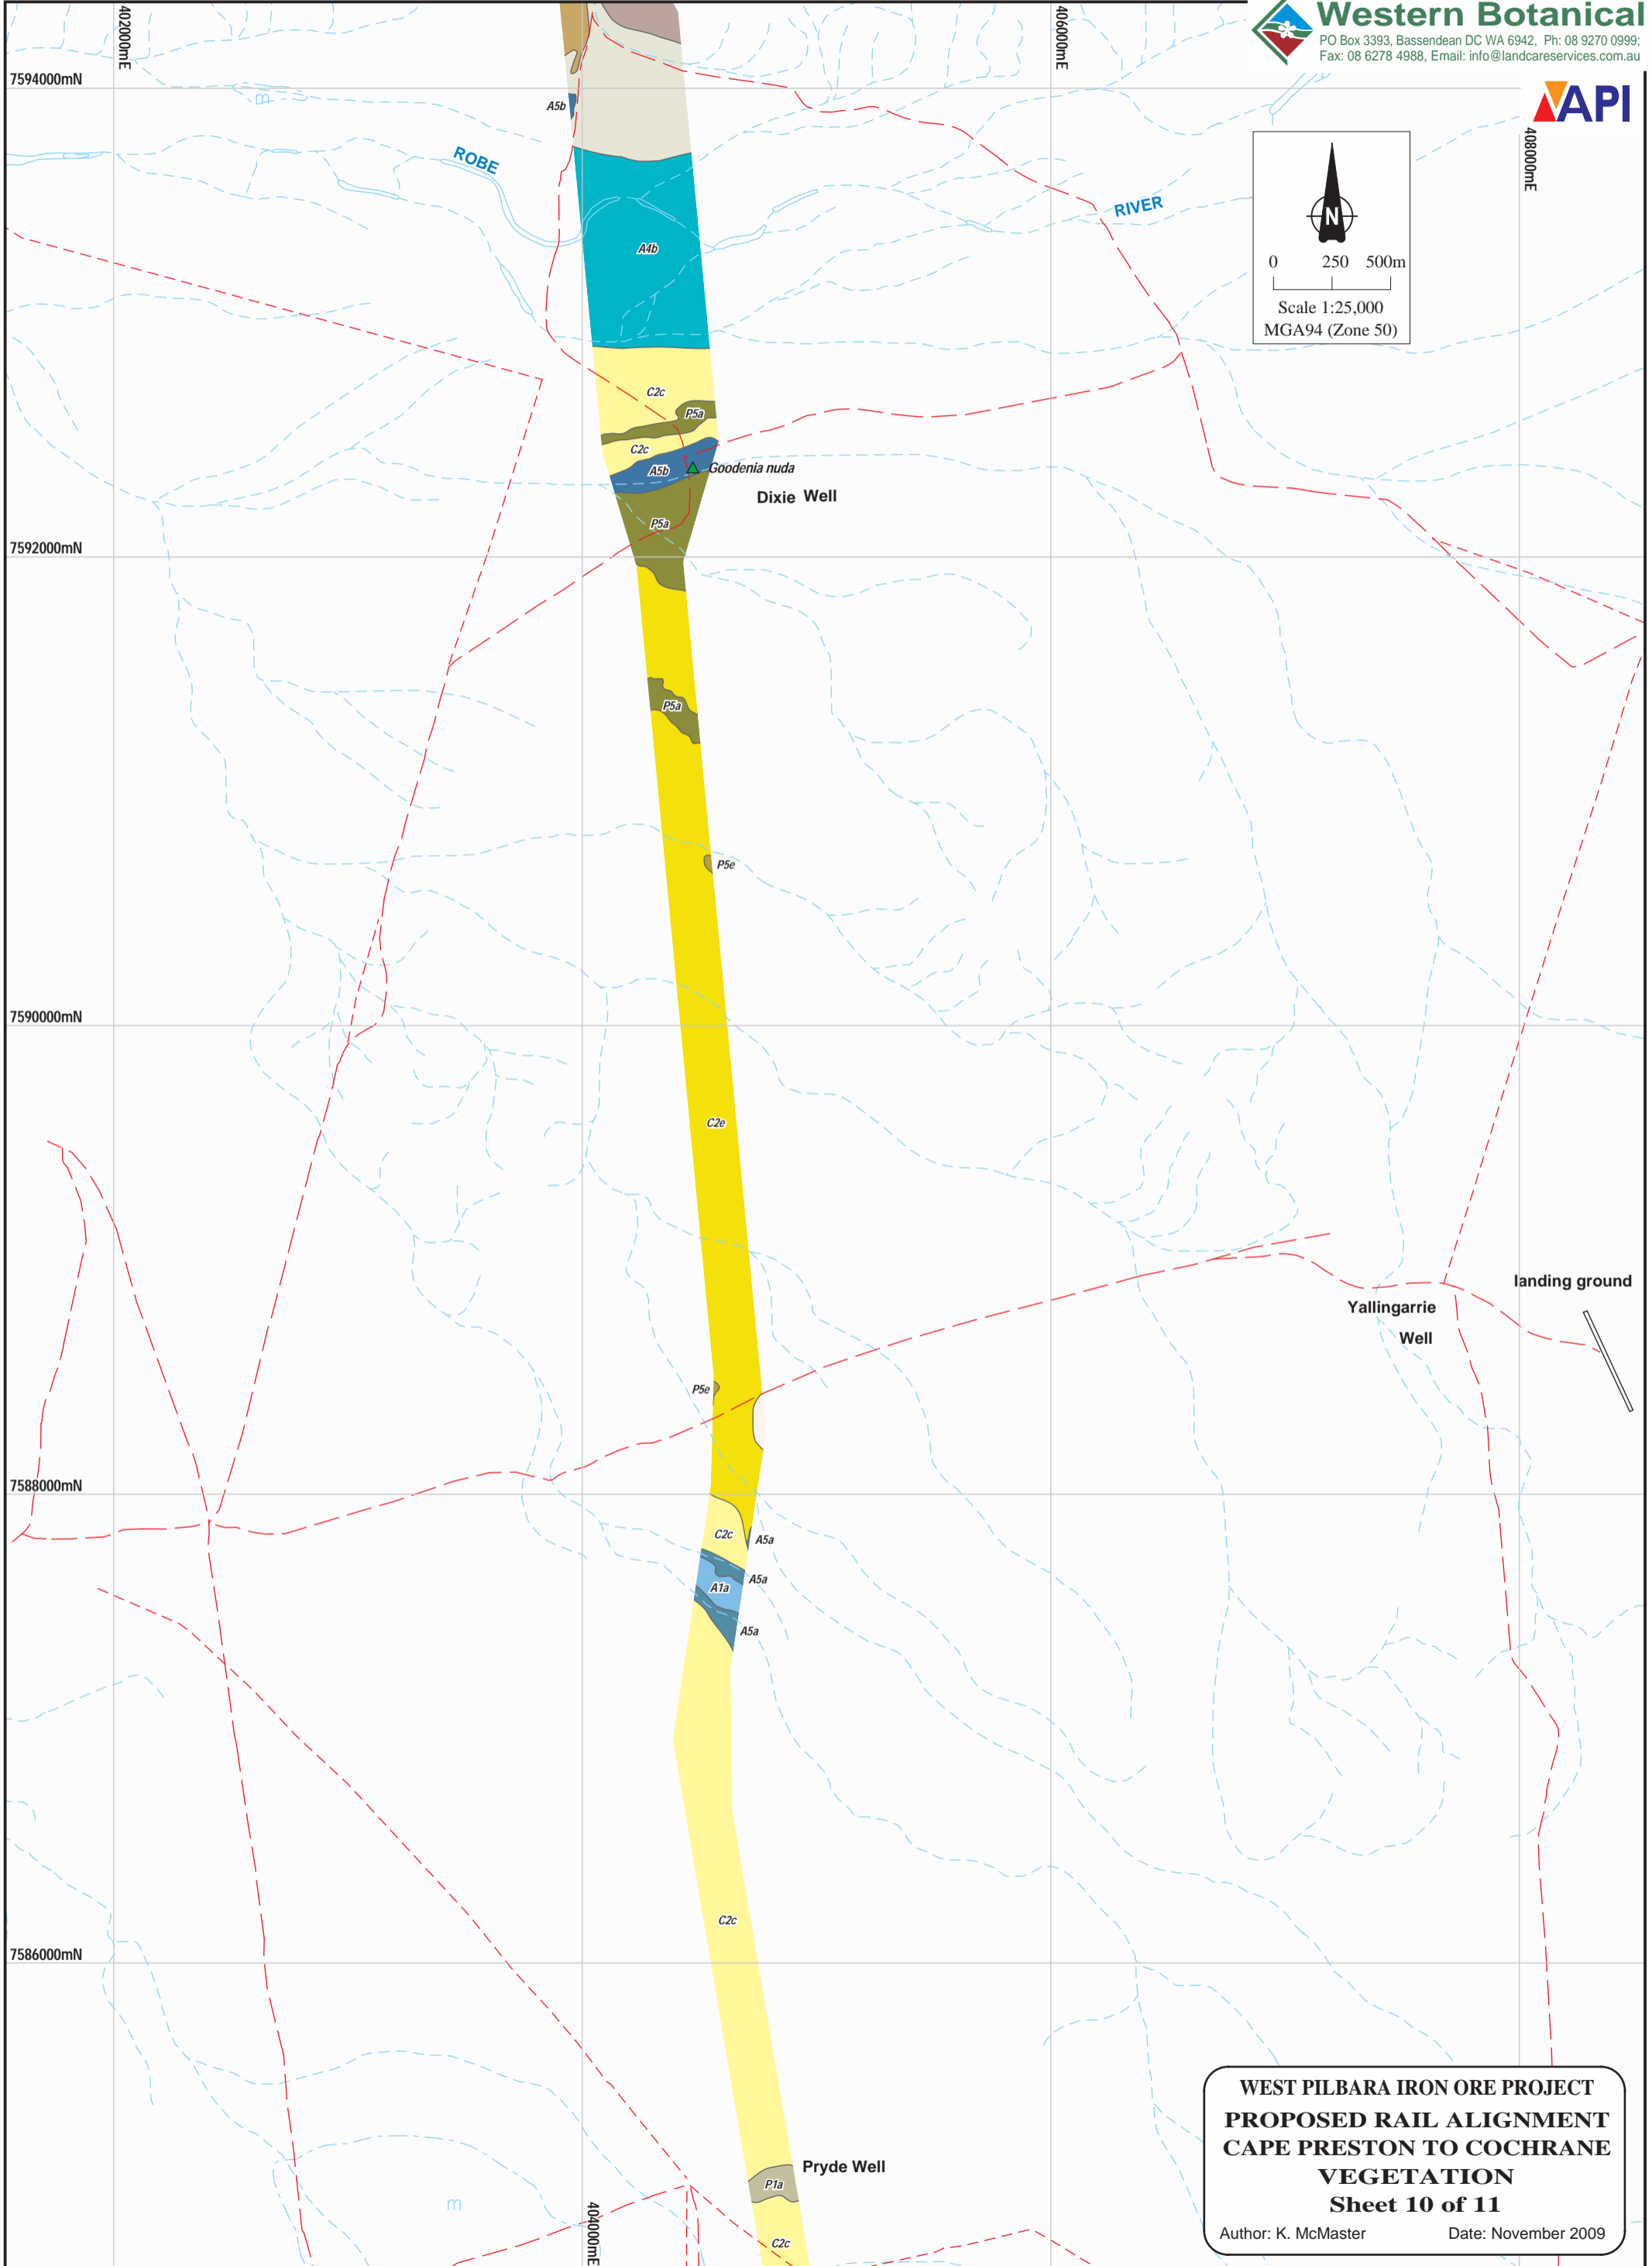 402000mE
406000mE
Western Botanical
PO Box 3393, Bassendean DC WA 6942, Ph: 08 9270 0999;
Fax: 08 6278 4988, Email: info@landcareservices.com.au
7594000mN
m
A5b
API
408000mE
ROBE
RIVER
N
0 250 500m
Scale 1:25,000
MGA94 (Zone 50)
A4b
C2c
P5a
C2c
A5b
Goodenia nuda
Dixie Well
P5a
7592000mN
P5a
P5e
7590000mN
C2e
landing ground
Yallingarrie
Well
P5e
7588000mN
C2c
A5a
A5a
A1a
A5a
C2c
7586000mN
WEST PILBARA IRON ORE PROJECT
PROPOSED RAIL ALIGNMENT
CAPE PRESTON TO COCHRANE
VEGETATION
Sheet 10 of 11
Author: K. McMaster Date: November 2009
Pryde Well
P1a
m
404000mE
C2c